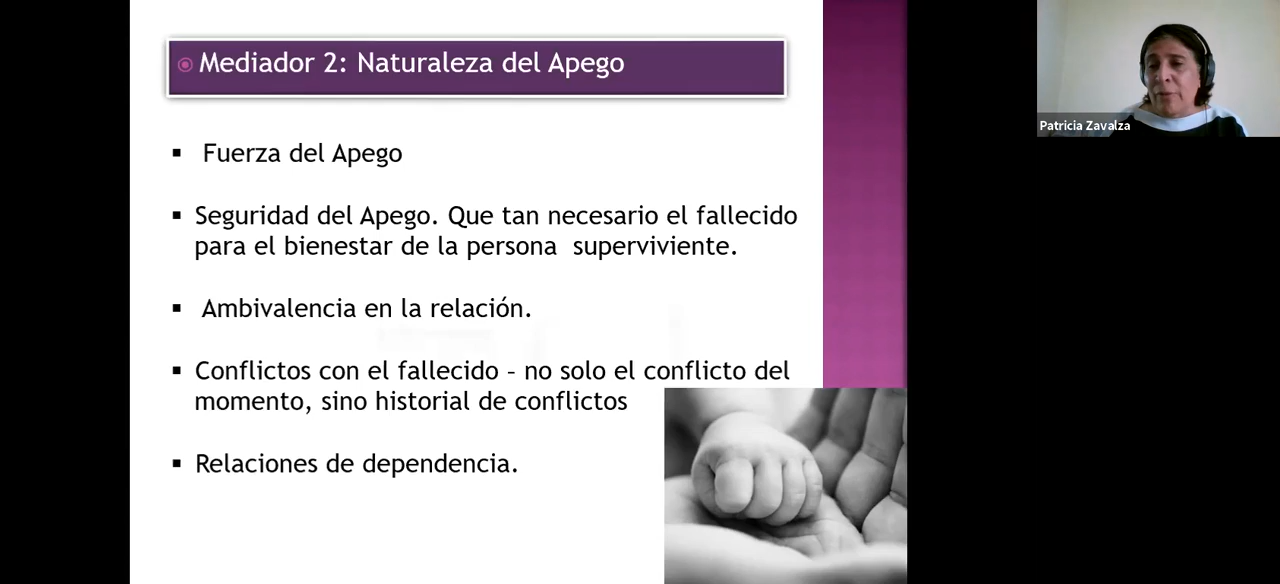 Mediador 2: Naturaleza del Apego
Fuerza del Apego
Seguridad del Apego. Que tan necesario el fallecido
para el bienestar de la persona superviviente.
Ambivalencia en la relación.
Conflictos con el fallecido – no solo el conflicto del
momento, sino historial de conflictos
Relaciones de dependencia.
Patricia Zavalza